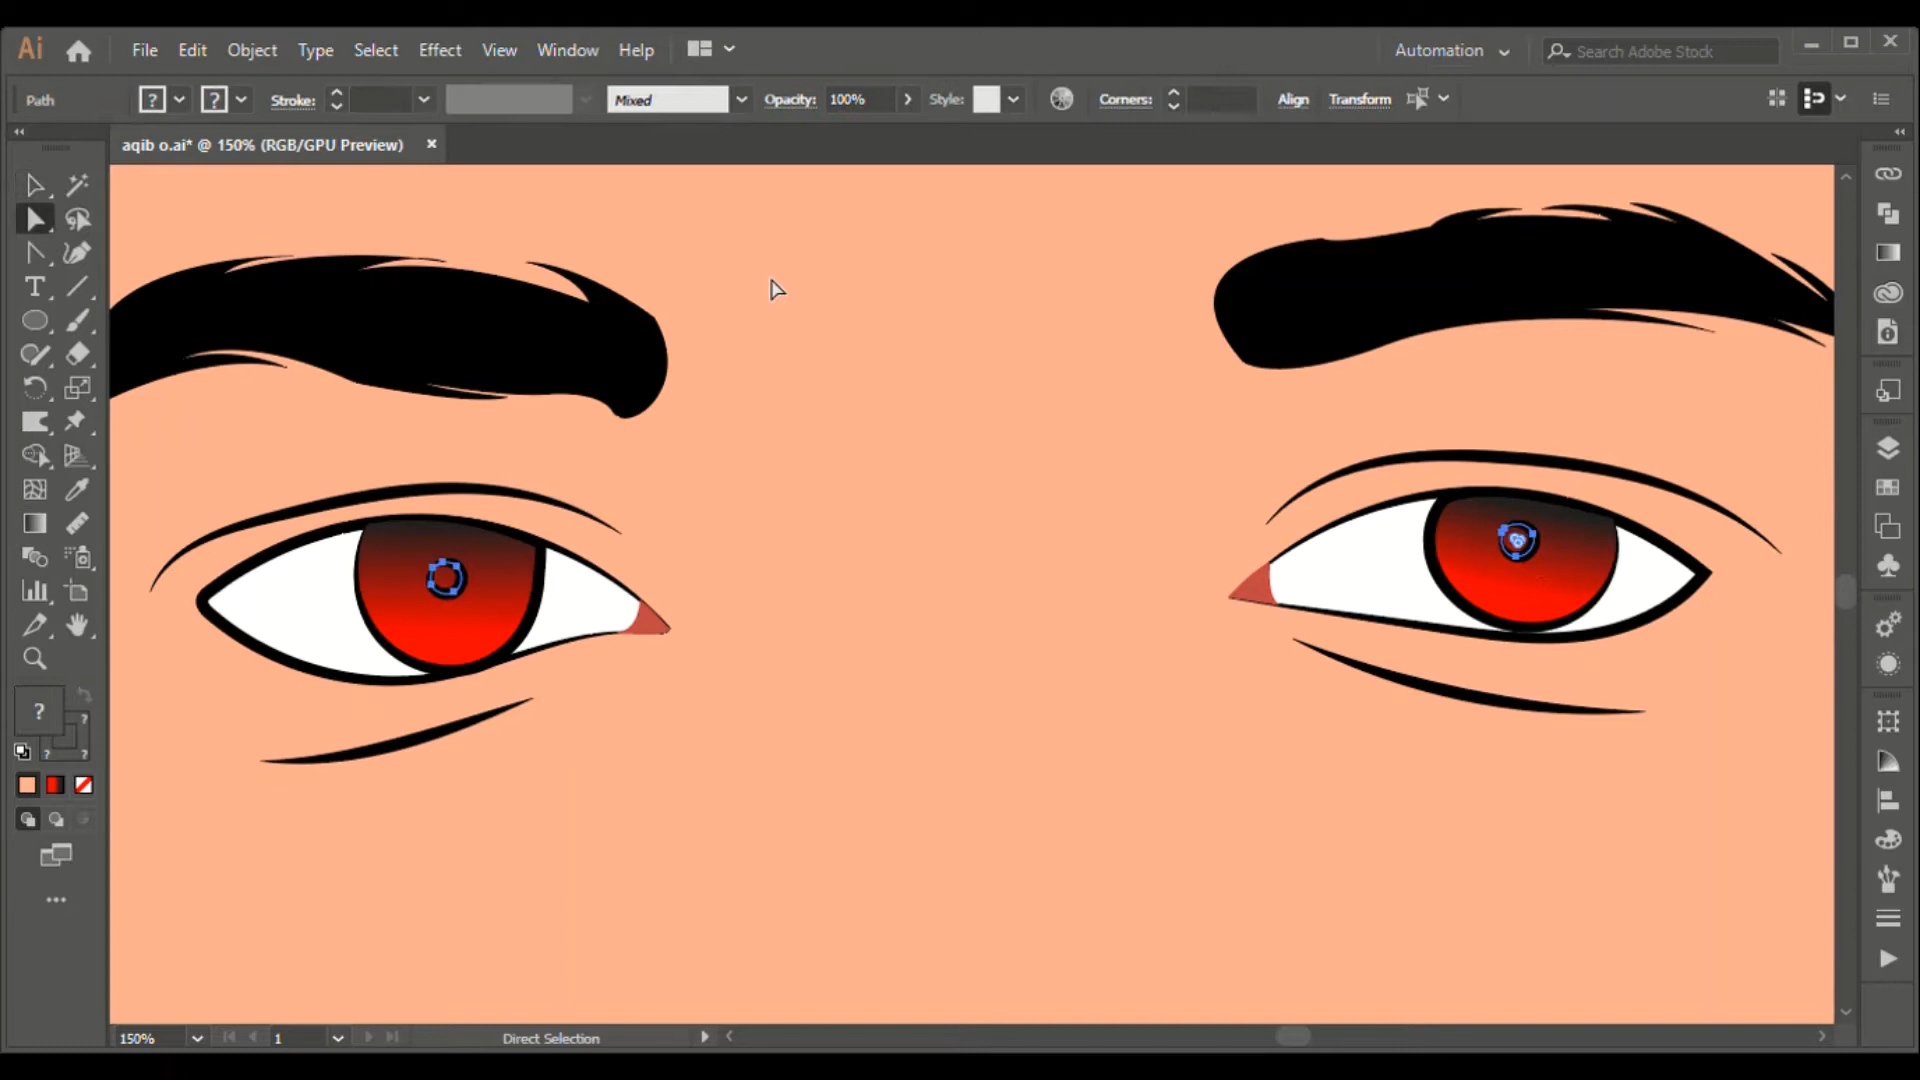 Ai File Edit Object Type Select Effect View Window Help Automation Search Adobe Stock
Path ? ? Stroke: Mixed Opacity: 100% Style: Corners: Align Transform
aqib o.ai* @ 150% (RGB/GPU Preview)
T
?
?
? ?
150% 1 Direct Selection